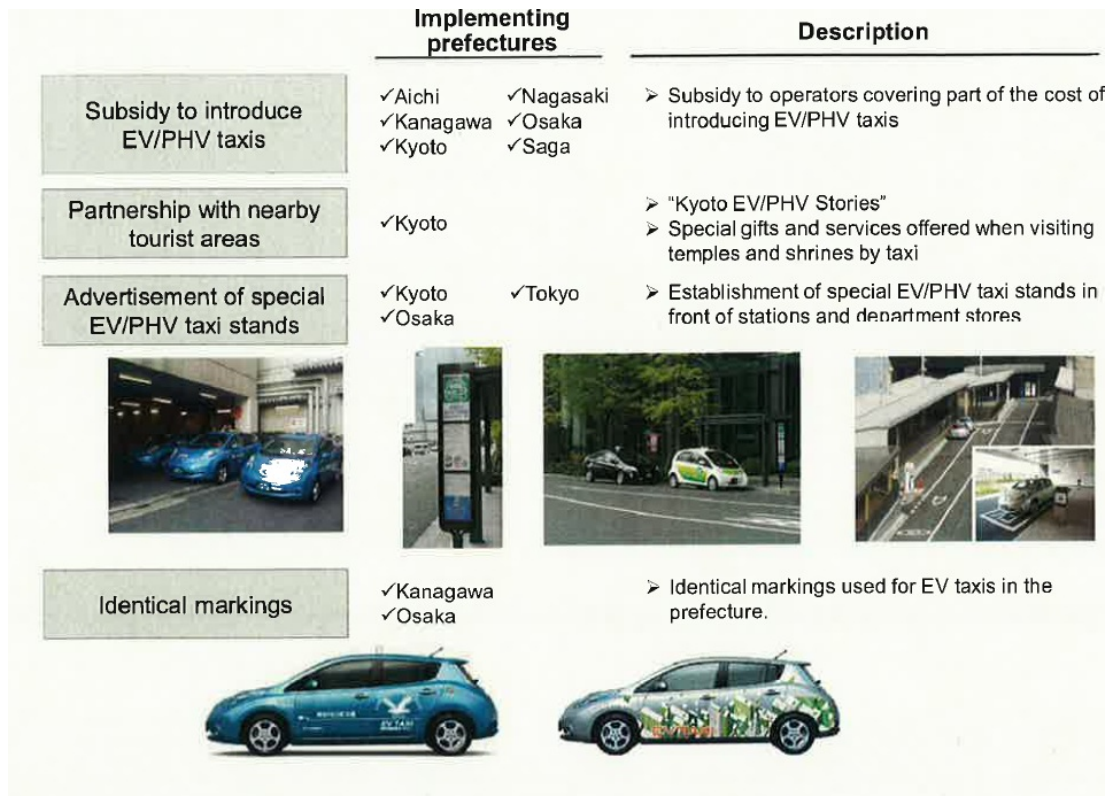 Implementing
prefectures
Description
Subsidy to introduce
EV/PHV taxis
✓Aichi ✓Nagasaki
✓Kanagawa ✓Osaka
✓Kyoto ✓Saga
➢ Subsidy to operators covering part of the cost of
introducing EV/PHV taxis
Partnership with nearby
tourist areas
✓Kyoto
➢ "Kyoto EV/PHV Stories"
➢ Special gifts and services offered when visiting
temples and shrines by taxi
Advertisement of special
EV/PHV taxi stands
✓Kyoto ✓Tokyo
✓Osaka
➢ Establishment of special EV/PHV taxi stands in
front of stations and department stores
Identical markings
✓Kanagawa
✓Osaka
➢ Identical markings used for EV taxis in the
prefecture.
EV TAXI
EV TAXI